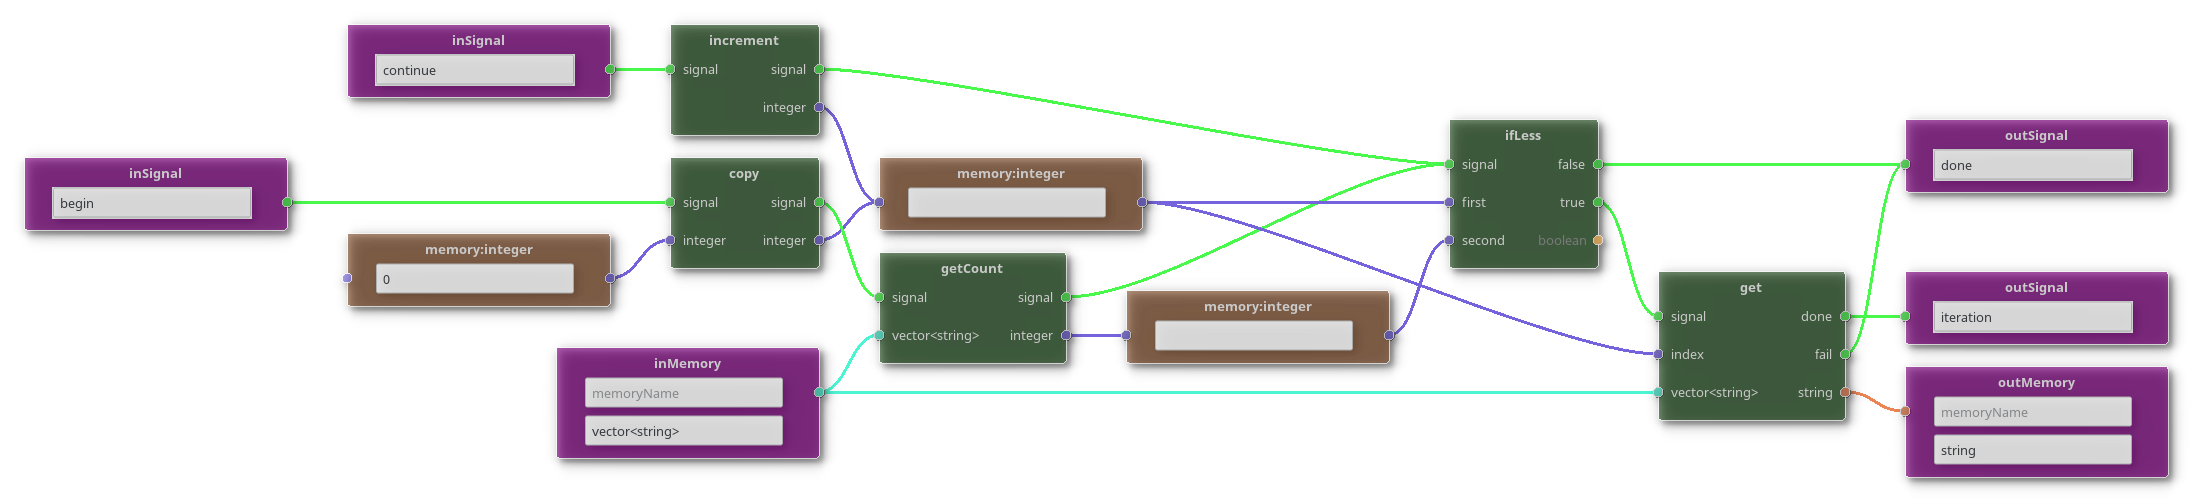 inSignal
continue
increment
signal signal
integer
inSignal
begin
copy
signal signal
integer integer
memory:integer
0
memory:integer
getCount
signal signal
vector<string> integer
memory:integer
inMemory
memoryName
vector<string>
ifLess
signal false
first true
second boolean
get
signal done
index fail
vector<string> string
outSignal
done
outSignal
iteration
outMemory
memoryName
string